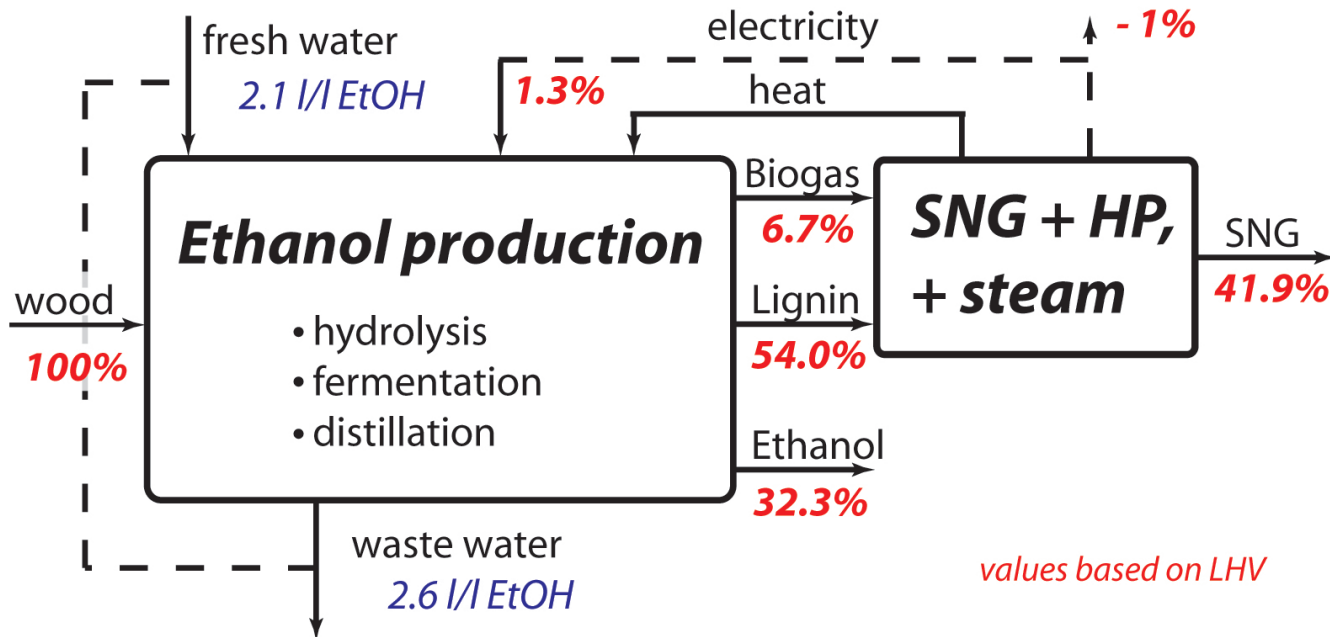 fresh water
2.1 l/l EtOH
electricity
- 1%
1.3%
heat
wood
100%
Ethanol production
• hydrolysis
• fermentation
• distillation
Biogas
6.7%
Lignin
54.0%
Ethanol
32.3%
SNG + HP,
+ steam
SNG
41.9%
waste water
2.6 l/l EtOH
values based on LHV